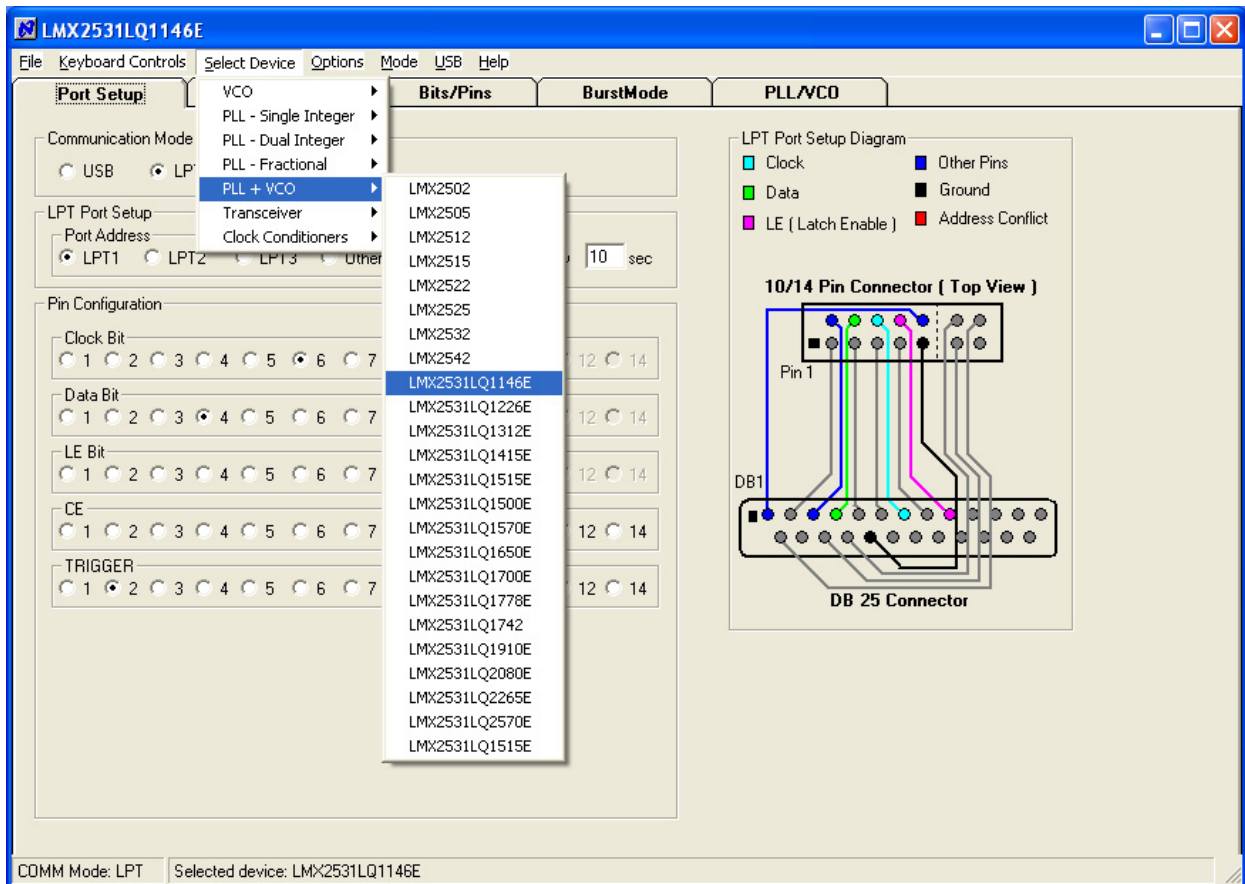 LMX2531LQ1146E
File Keyboard Controls Select Device Options Mode USB Help
Port Setup Bits/Pins BurstMode PLL/VCO
VCO
PLL - Single Integer
PLL - Dual Integer
PLL - Fractional
PLL + VCO
Transceiver
Clock Conditioners
LMX2502
LMX2505
LMX2512
LMX2515
LMX2522
LMX2525
LMX2532
LMX2542
LMX2531LQ1146E
LMX2531LQ1226E
LMX2531LQ1312E
LMX2531LQ1415E
LMX2531LQ1515E
LMX2531LQ1500E
LMX2531LQ1570E
LMX2531LQ1650E
LMX2531LQ1700E
LMX2531LQ1778E
LMX2531LQ1742
LMX2531LQ1910E
LMX2531LQ2080E
LMX2531LQ2265E
LMX2531LQ2570E
LMX2531LQ1515E
Communication Mode
USB LP
LPT Port Setup
Port Address
LPT1 LPT2 LPT3 Other 10 sec
Pin Configuration
Clock Bit
1 2 3 4 5 6 7 12 14
Data Bit
1 2 3 4 5 6 7 12 14
LE Bit
1 2 3 4 5 6 7 12 14
CE
1 2 3 4 5 6 7 12 14
TRIGGER
1 2 3 4 5 6 7 12 14
LPT Port Setup Diagram
Clock Other Pins
Data Ground
LE ( Latch Enable ) Address Conflict
10/14 Pin Connector ( Top View )
Pin 1
DB1
DB 25 Connector
COMM Mode: LPT Selected device: LMX2531LQ1146E